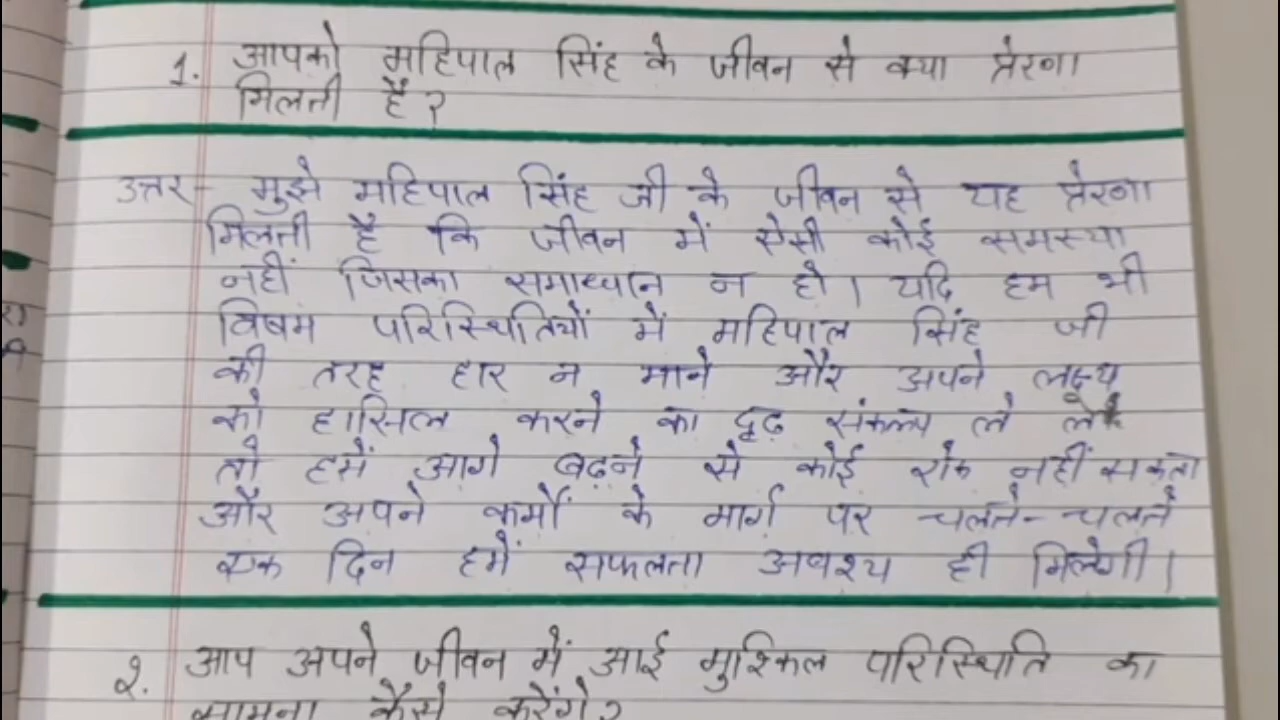 1. आपको महिपाल सिंह के जीवन से क्या प्रेरणा
मिलती है?
उत्तर - मुझे महिपाल सिंह जी के जीवन से यह प्रेरणा
मिलती है कि जीवन में ऐसी कोई समस्या
नहीं जिसका समाधान न हो। यदि हम भी
विषम परिस्थितियों में महिपाल सिंह जी
की तरह हार न माने और अपने लक्ष्य
को हासिल करने का दृढ़ संकल्प ले
तो हमें आगे बढ़ने से कोई रोक नहीं सकता
और अपने कर्मों के मार्ग पर चलते-चलते
एक दिन हमें सफलता अवश्य ही मिलेगी।
२. आप अपने जीवन में आई मुश्किल परिस्थिति का
सामना कैसे करेंगे?